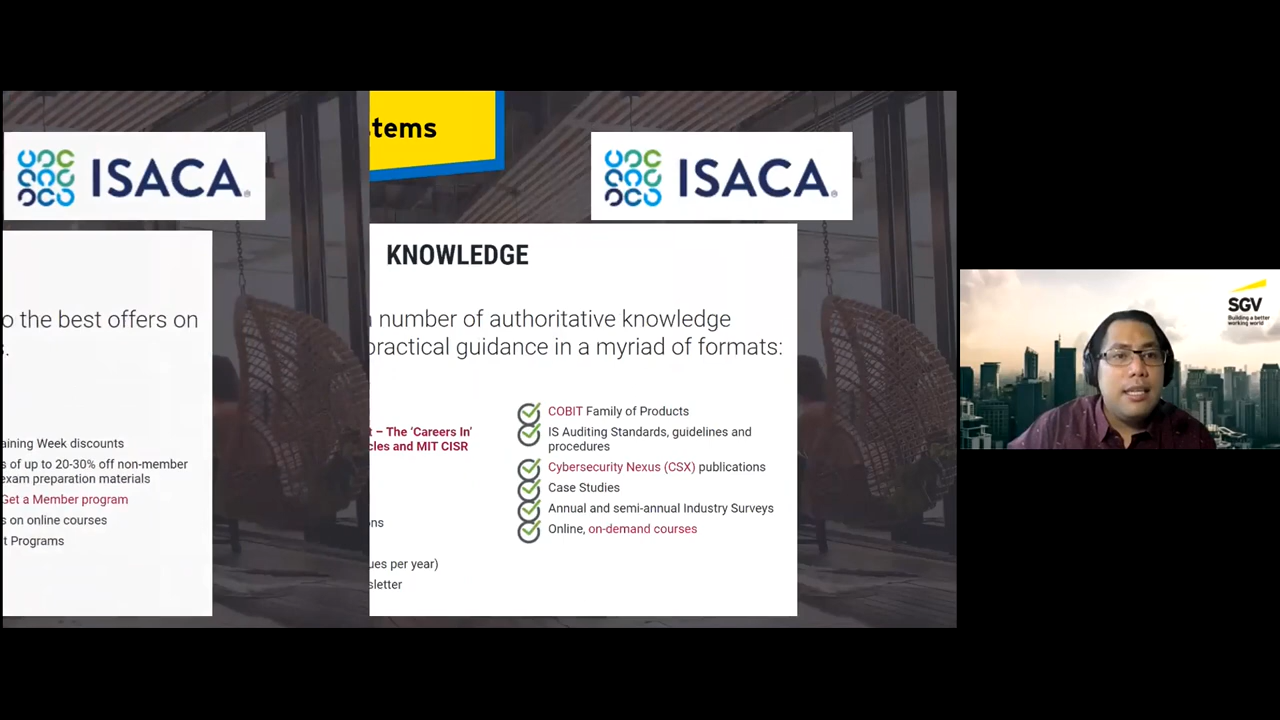 ISACA
o the best offers on
s.
aining Week discounts
s of up to 20-30% off non-member
exam preparation materials
Get a Member program
s on online courses
t Programs
stems
ISACA
KNOWLEDGE
number of authoritative knowledge
practical guidance in a myriad of formats:
t – The ‘Careers In’
cles and MIT CISR
ons
ues per year)
sletter
COBIT Family of Products
IS Auditing Standards, guidelines and
procedures
Cybersecurity Nexus (CSX) publications
Case Studies
Annual and semi-annual Industry Surveys
Online, on-demand courses
SGV
Building a better
working world